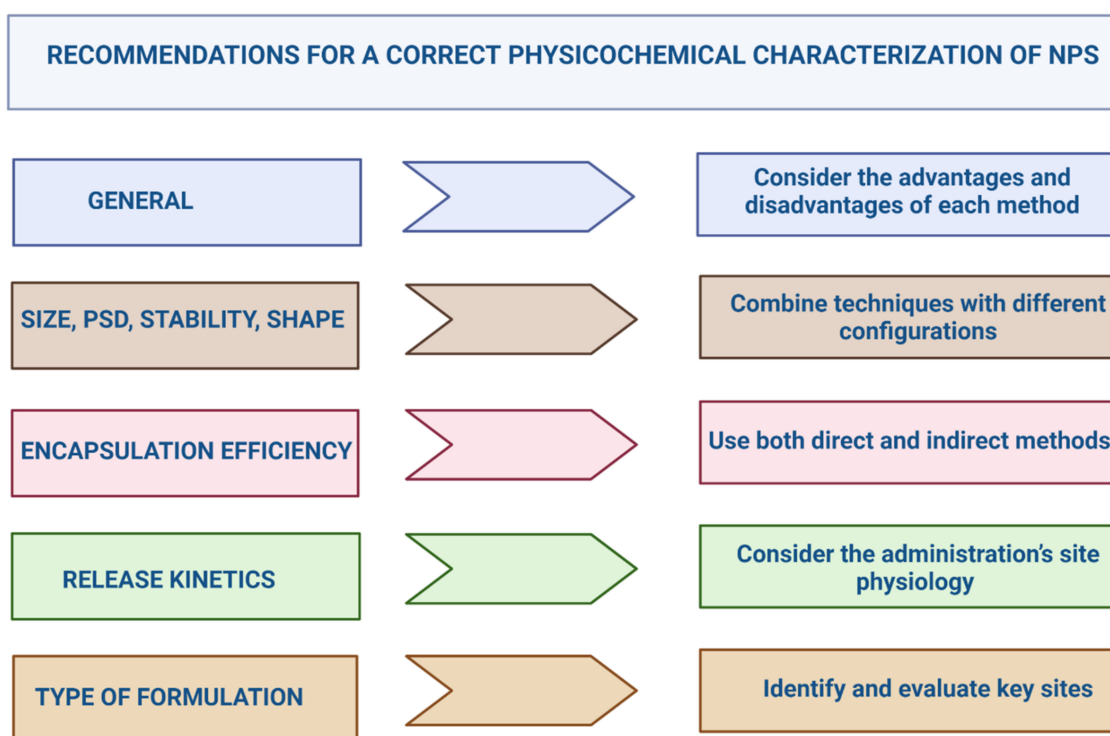 RECOMMENDATIONS FOR A CORRECT PHYSICOCHEMICAL CHARACTERIZATION OF NPS
GENERAL
Consider the advantages and
disadvantages of each method
SIZE, PSD, STABILITY, SHAPE
Combine techniques with different
configurations
ENCAPSULATION EFFICIENCY
Use both direct and indirect methods
RELEASE KINETICS
Consider the administration's site
physiology
TYPE OF FORMULATION
Identify and evaluate key sites